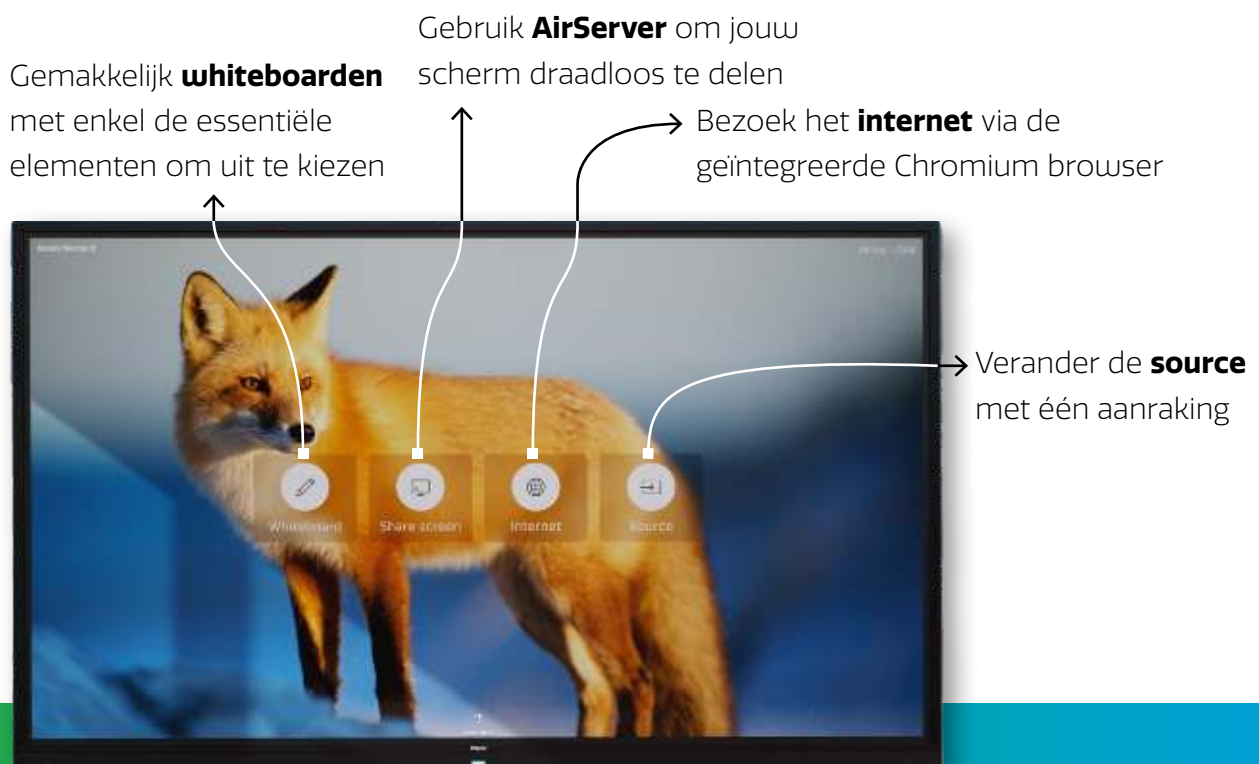 Gebruik AirServer om jouw
scherm draadloos te delen
Gemakkelijk whiteboarden
met enkel de essentiële
elementen om uit te kiezen
Bezoek het internet via de
geïntegreerde Chromium browser
Verander de source
met één aanraking
Whiteboard
Share screen
Internet
Source